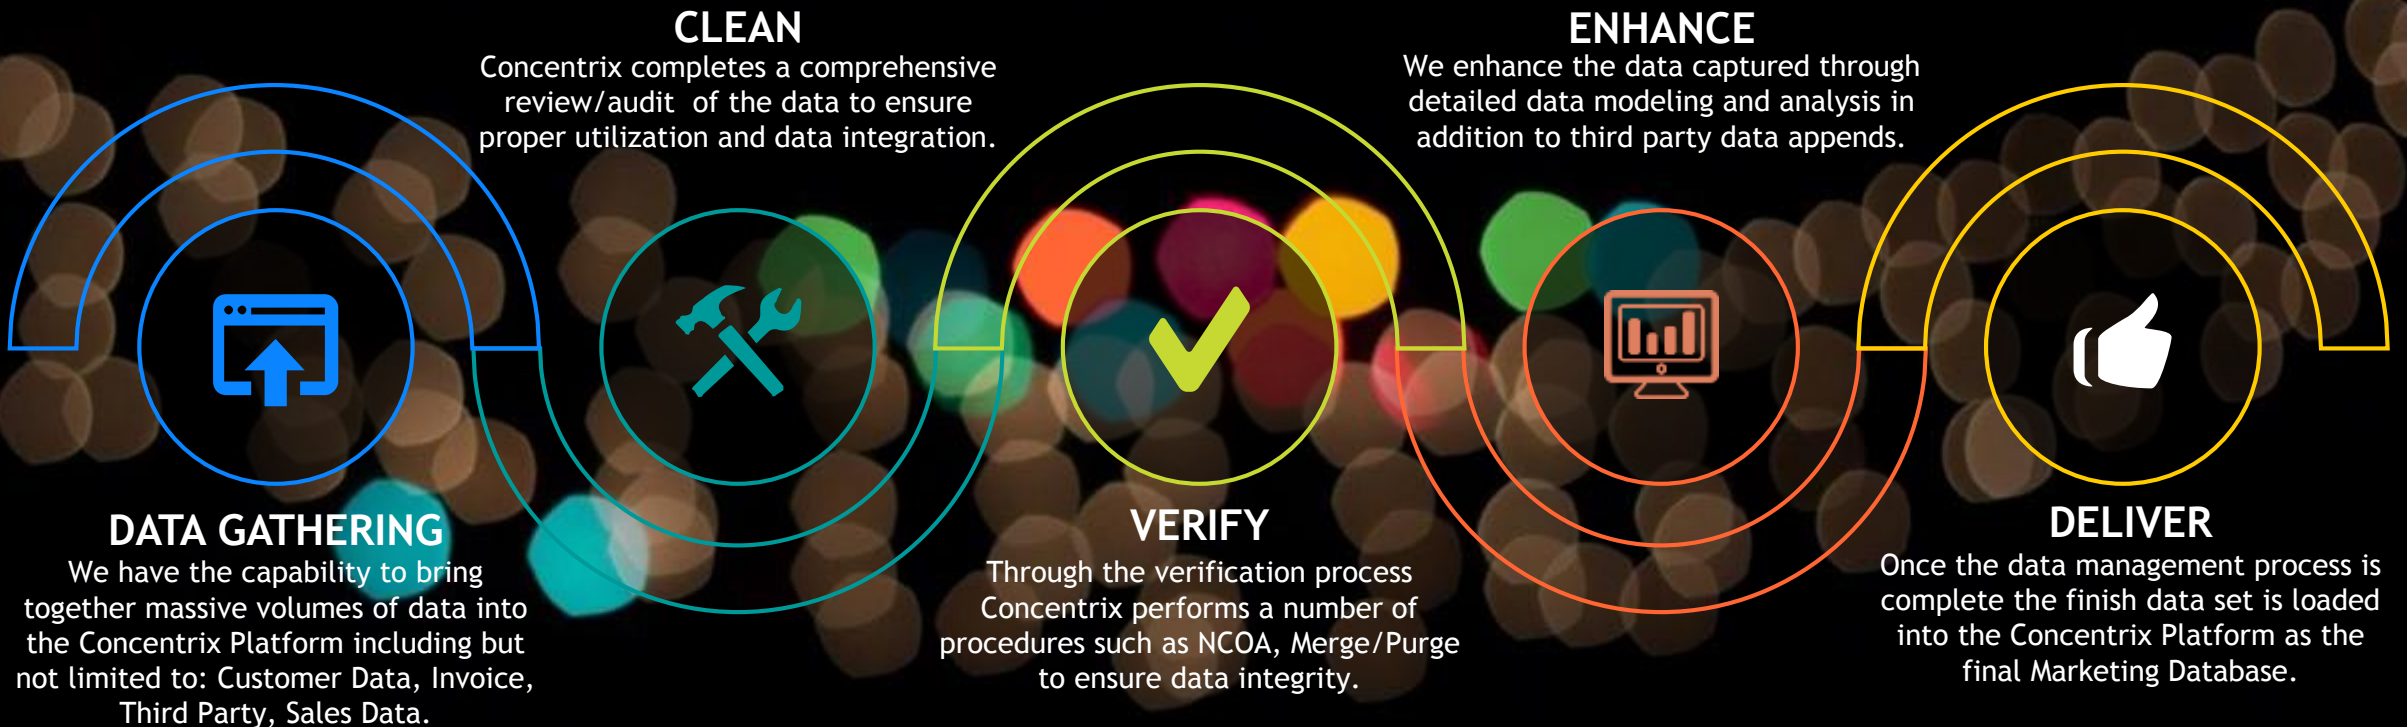 DATA GATHERING
We have the capability to bring
together massive volumes of data into
the Concentrix Platform including but
not limited to: Customer Data, Invoice,
Third Party, Sales Data.
CLEAN
Concentrix completes a comprehensive
review/audit of the data to ensure
proper utilization and data integration.
VERIFY
Through the verification process
Concentrix performs a number of
procedures such as NCOA, Merge/Purge
to ensure data integrity.
ENHANCE
We enhance the data captured through
detailed data modeling and analysis in
addition to third party data appends.
DELIVER
Once the data management process is
complete the finish data set is loaded
into the Concentrix Platform as the
final Marketing Database.